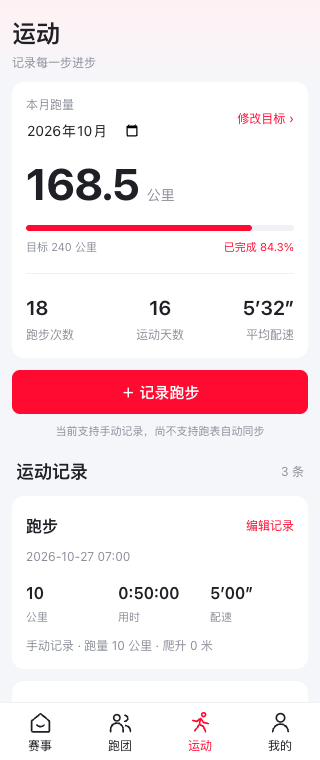 运动
记录每一步进步
本月跑量
2026年10月
修改目标 ›
168.5 公里
目标 240 公里
已完成 84.3%
18
16
5’32”
跑步次数
运动天数
平均配速
+ 记录跑步
当前支持手动记录，尚不支持跑表自动同步
运动记录
3 条
跑步
编辑记录
2026-10-27 07:00
10
0:50:00
5’00”
公里
用时
配速
手动记录 · 跑量 10 公里 · 爬升 0 米
赛事
跑团
运动
我的